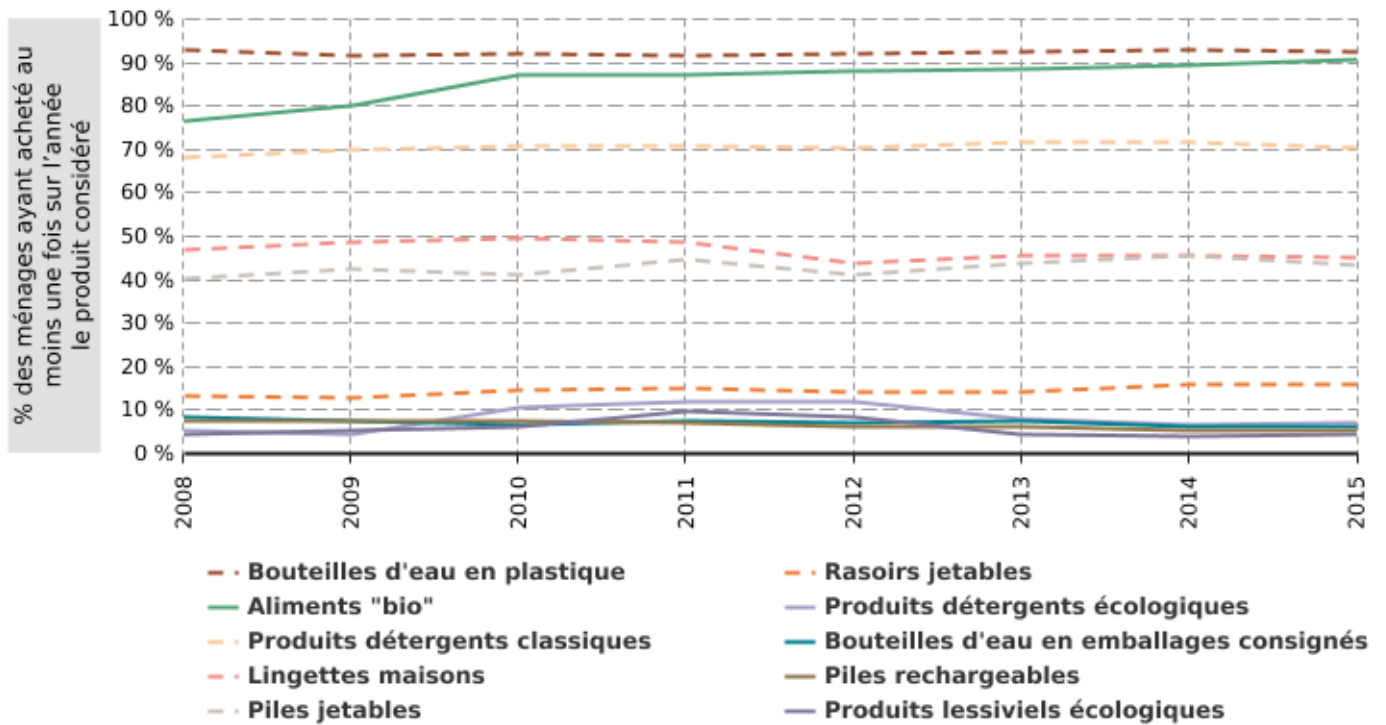 % des ménages ayant acheté au
moins une fois sur l’année
le produit considéré
100 %
90 %
80 %
70 %
60 %
50 %
40 %
30 %
20 %
10 %
0 %
2008
2009
2010
2011
2012
2013
2014
2015
Bouteilles d'eau en plastique
Aliments "bio"
Produits détergents classiques
Lingettes maisons
Piles jetables
Rasoirs jetables
Produits détergents écologiques
Bouteilles d'eau en emballages consignés
Piles rechargeables
Produits lessiviels écologiques